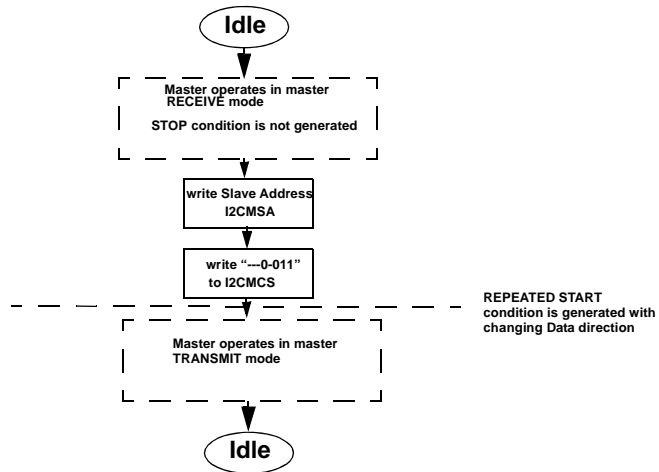 Idle
Master operates in master
RECEIVE mode
STOP condition is not generated
write Slave Address
I2CMSA
write “---0-011”
to I2CMCS
REPEATED START
condition is generated with
changing Data direction
Master operates in master
TRANSMIT mode
Idle